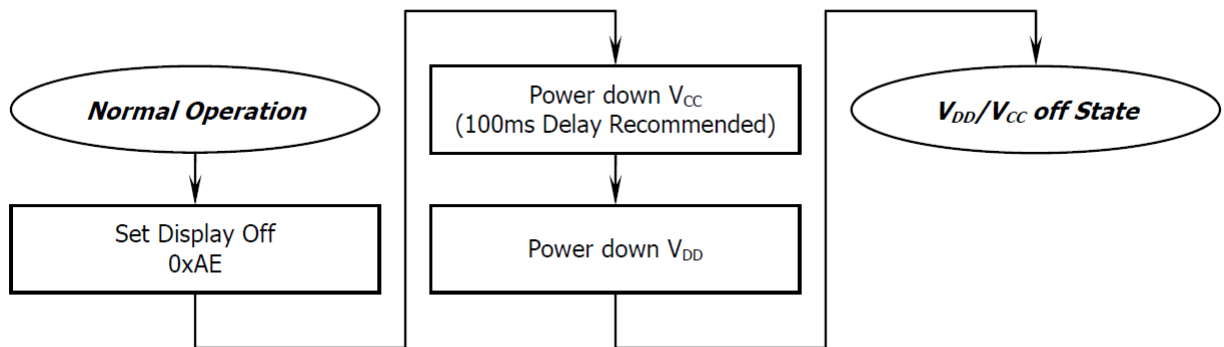 Normal Operation
Set Display Off
0xAE
Power down VCC
(100ms Delay Recommended)
Power down VDD
VDD/VCC off State